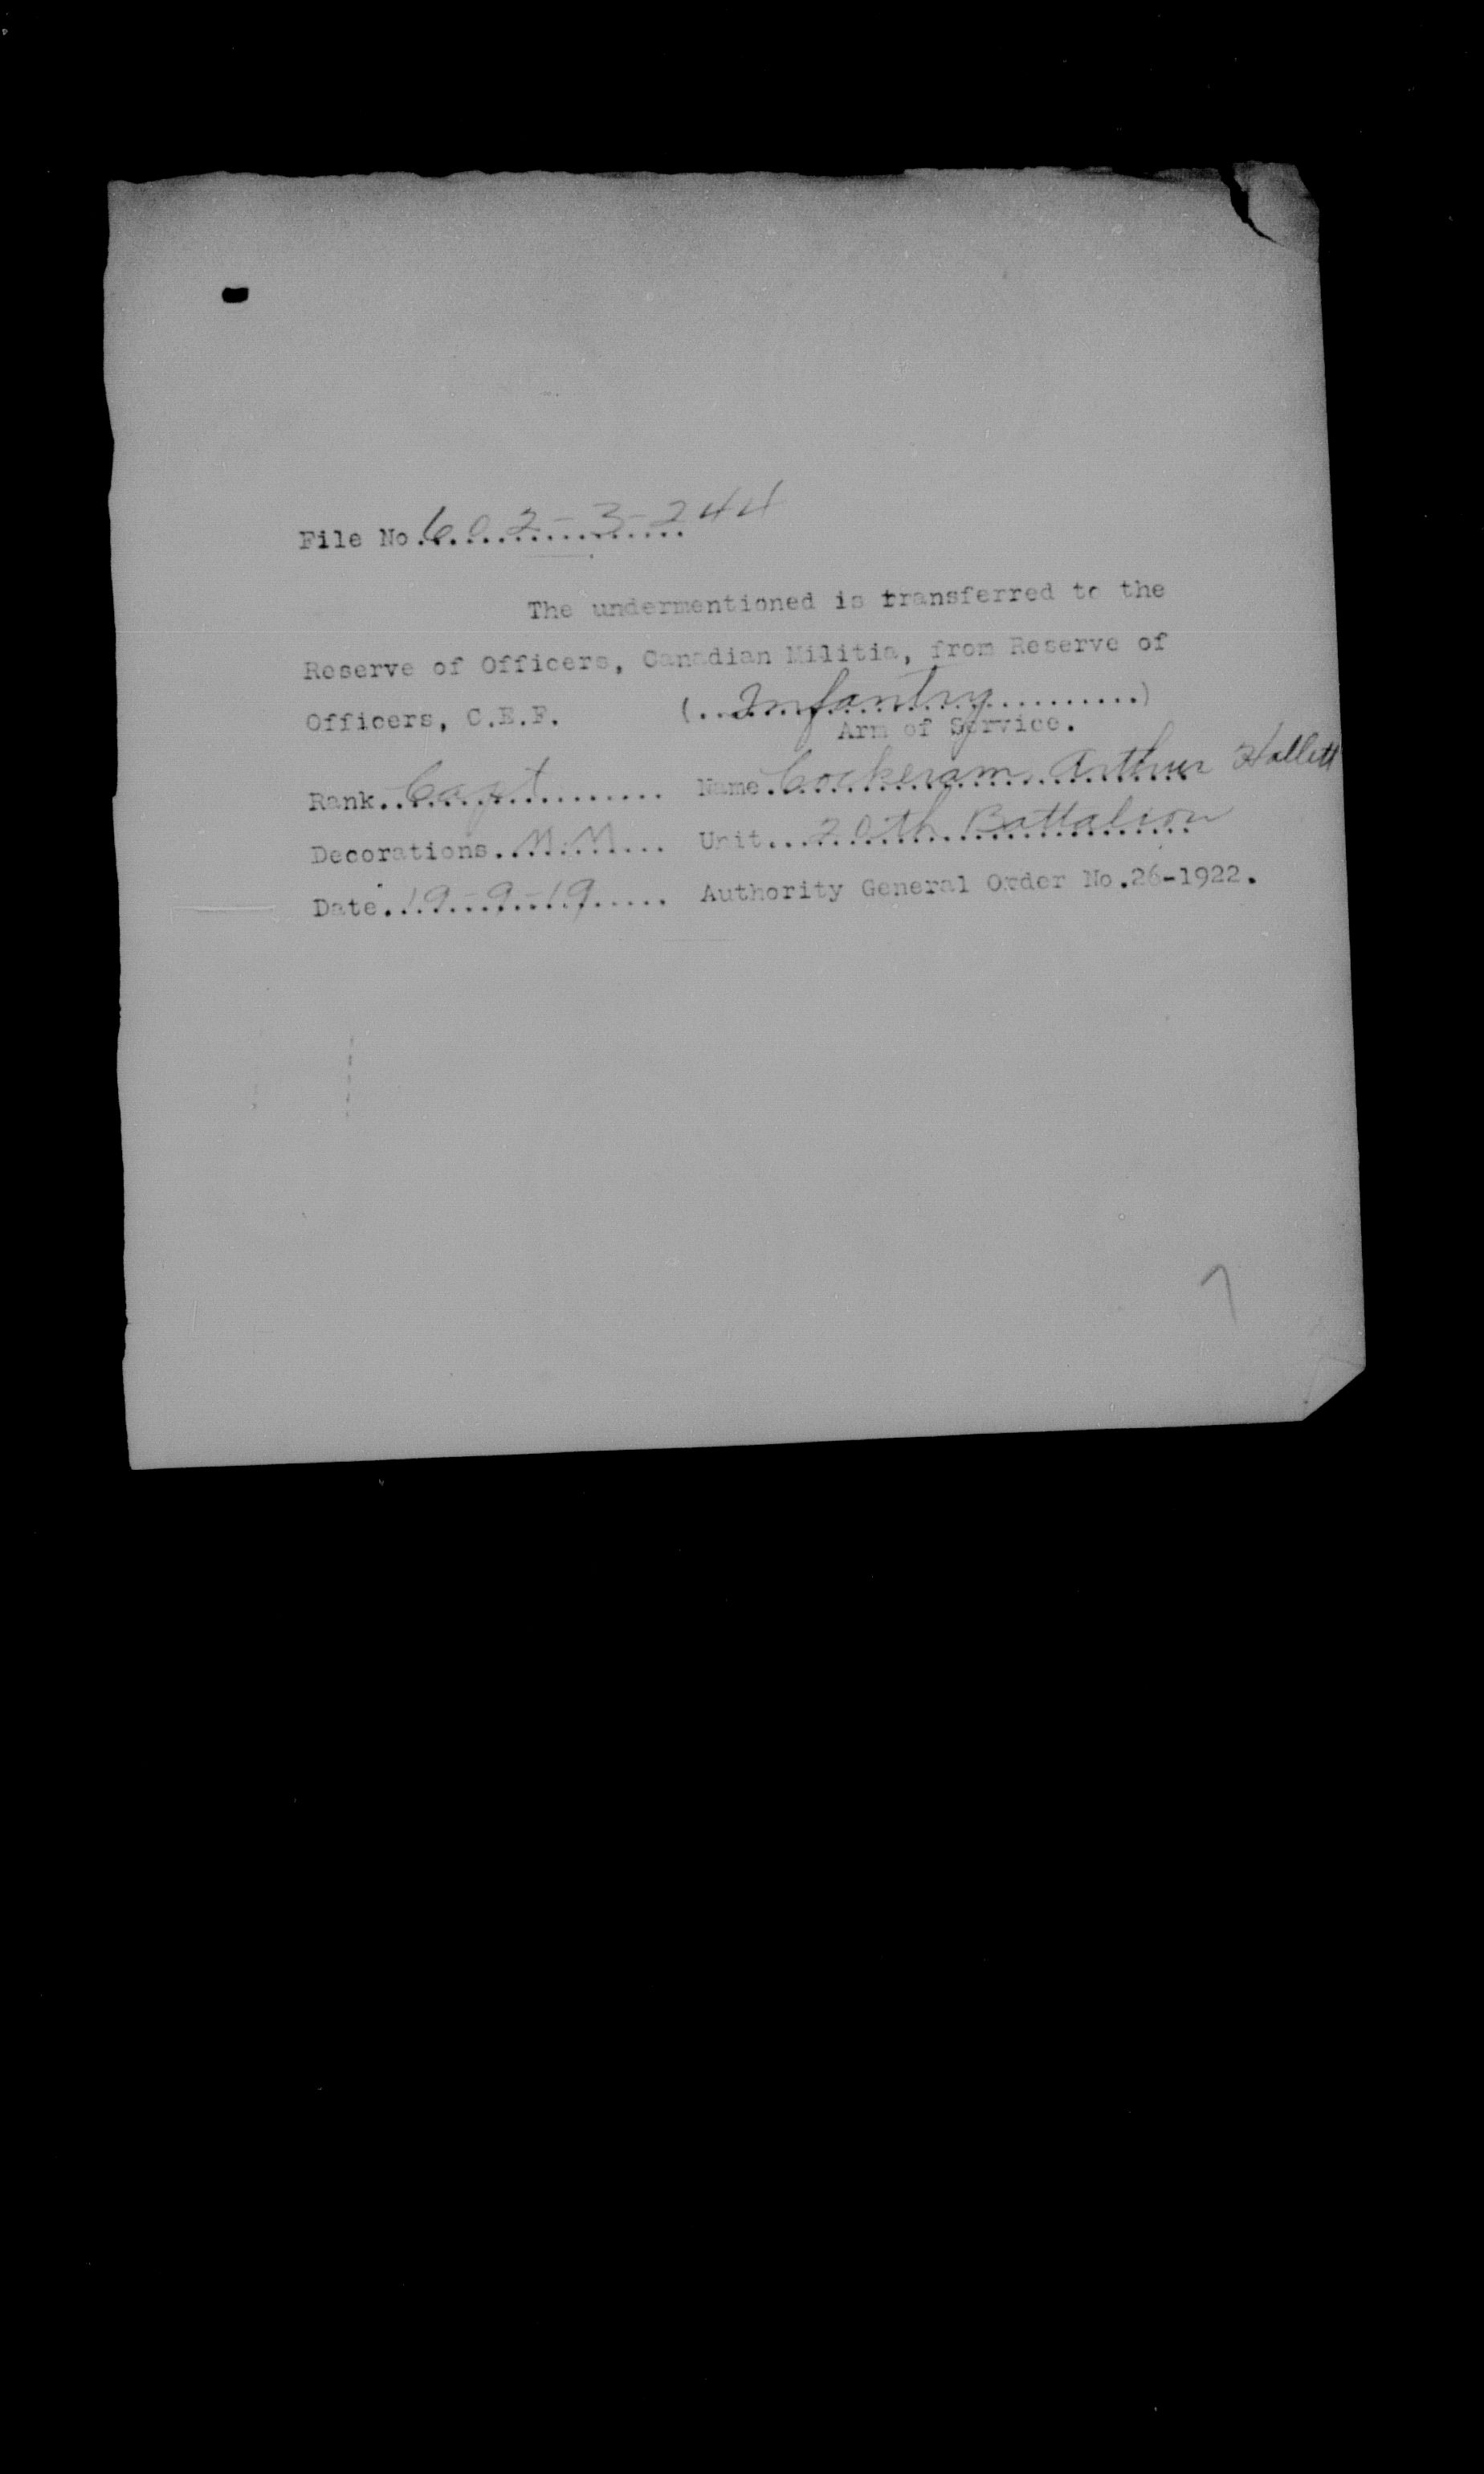 File No.602-3-244
The undermentioned is transferred to the
Reserve of Officers, Canadian Militia, from Reserve of
Officers, C.E.F. (...Infantry..........)
Arm of Service.
Rank..Capt........ Name.Cockeram, Arthur Hallett
Decorations..M.M... Unit...20th Battalion
Date.19-9-19..... Authority General Order No.26-1922.